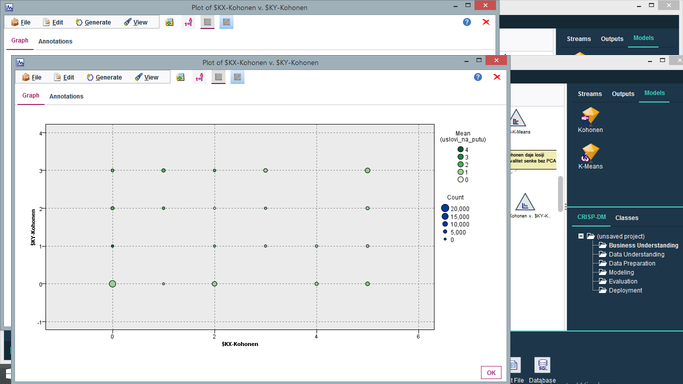 Plot of $KX-Kohonen v. $KY-Kohonen
File Edit Generate View
Graph Annotations
Streams Outputs Models
Plot of $KX-Kohonen v. $KY-Kohonen
File Edit Generate View
Graph Annotations
Streams Outputs Models
Kohonen
K-Means
K-Means
honen daje losiji
valitet senke bez PCA
ohonen v. $KY-K...
Mean
(uslovi_na_putu)
4
3
2
1
0
Count
20,000
15,000
10,000
5,000
0
4
3
2
1
0
-1
$KY-Kohonen
0 2 4 6
$KX-Kohonen
CRISP-DM Classes
(unsaved project)
Business Understanding
Data Understanding
Data Preparation
Modeling
Evaluation
Deployment
OK
File Database